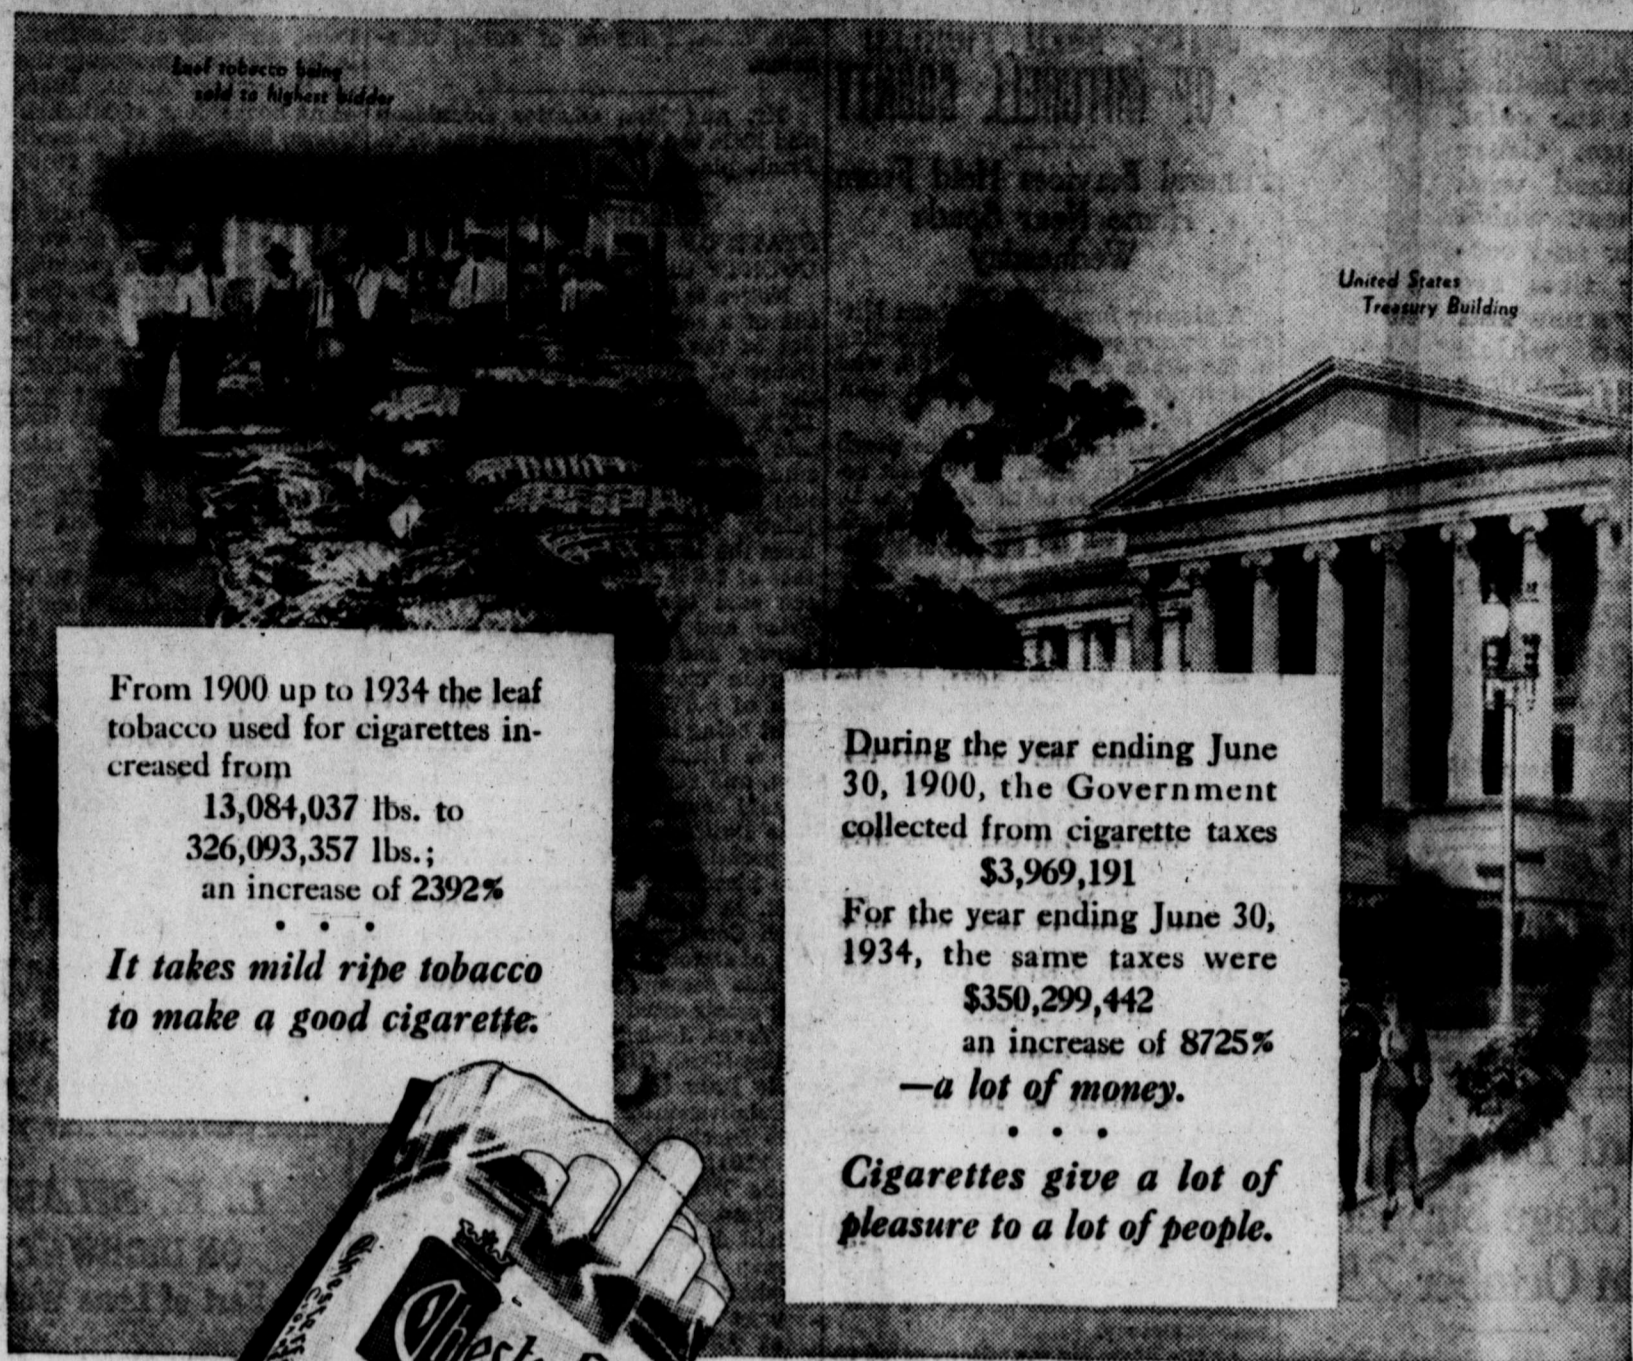 Leaf tobacco being
sold to highest bidder
United States
Treasury Building
From 1900 up to 1934 the leaf
tobacco used for cigarettes in-
creased from
13,084,037 lbs. to
326,093,357 lbs.;
an increase of 2392%
• • •
It takes mild ripe tobacco
to make a good cigarette.
During the year ending June
30, 1900, the Government
collected from cigarette taxes
$3,969,191
For the year ending June 30,
1934, the same taxes were
$350,299,442
an increase of 8725%
—a lot of money.
• • •
Cigarettes give a lot of
pleasure to a lot of people.